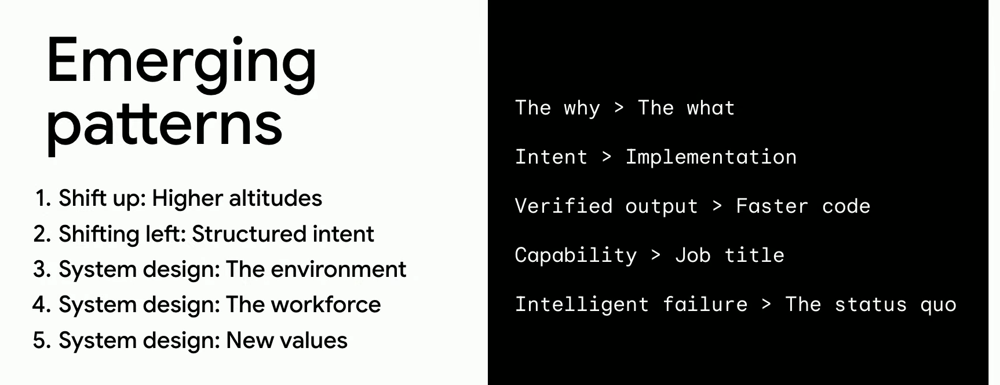 Emerging
patterns
1. Shift up: Higher altitudes
2. Shifting left: Structured intent
3. System design: The environment
4. System design: The workforce
5. System design: New values
The why > The what
Intent > Implementation
Verified output > Faster code
Capability > Job title
Intelligent failure > The status quo